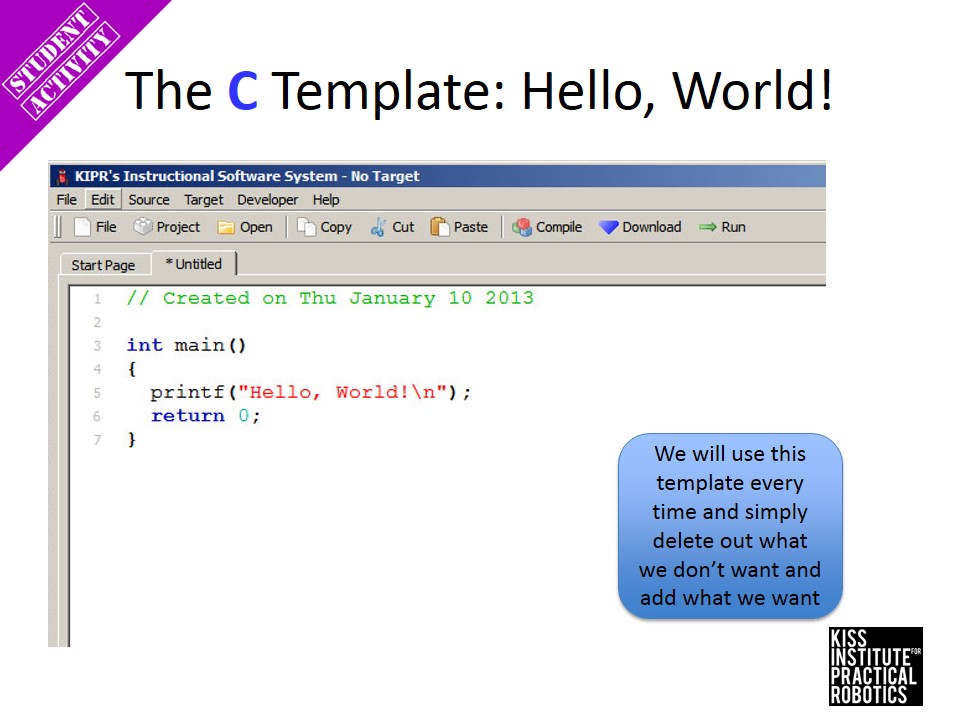 STUDENT
ACTIVITY
The C Template: Hello, World!
KIPR's Instructional Software System - No Target
File Edit Source Target Developer Help
File Project Open Copy Cut Paste Compile Download Run
Start Page * Untitled
1 // Created on Thu January 10 2013
2
3 int main()
4 {
5   printf("Hello, World!\n");
6   return 0;
7 }
We will use this
template every
time and simply
delete out what
we don’t want and
add what we want
KISS
INSTITUTE FOR
PRACTICAL
ROBOTICS